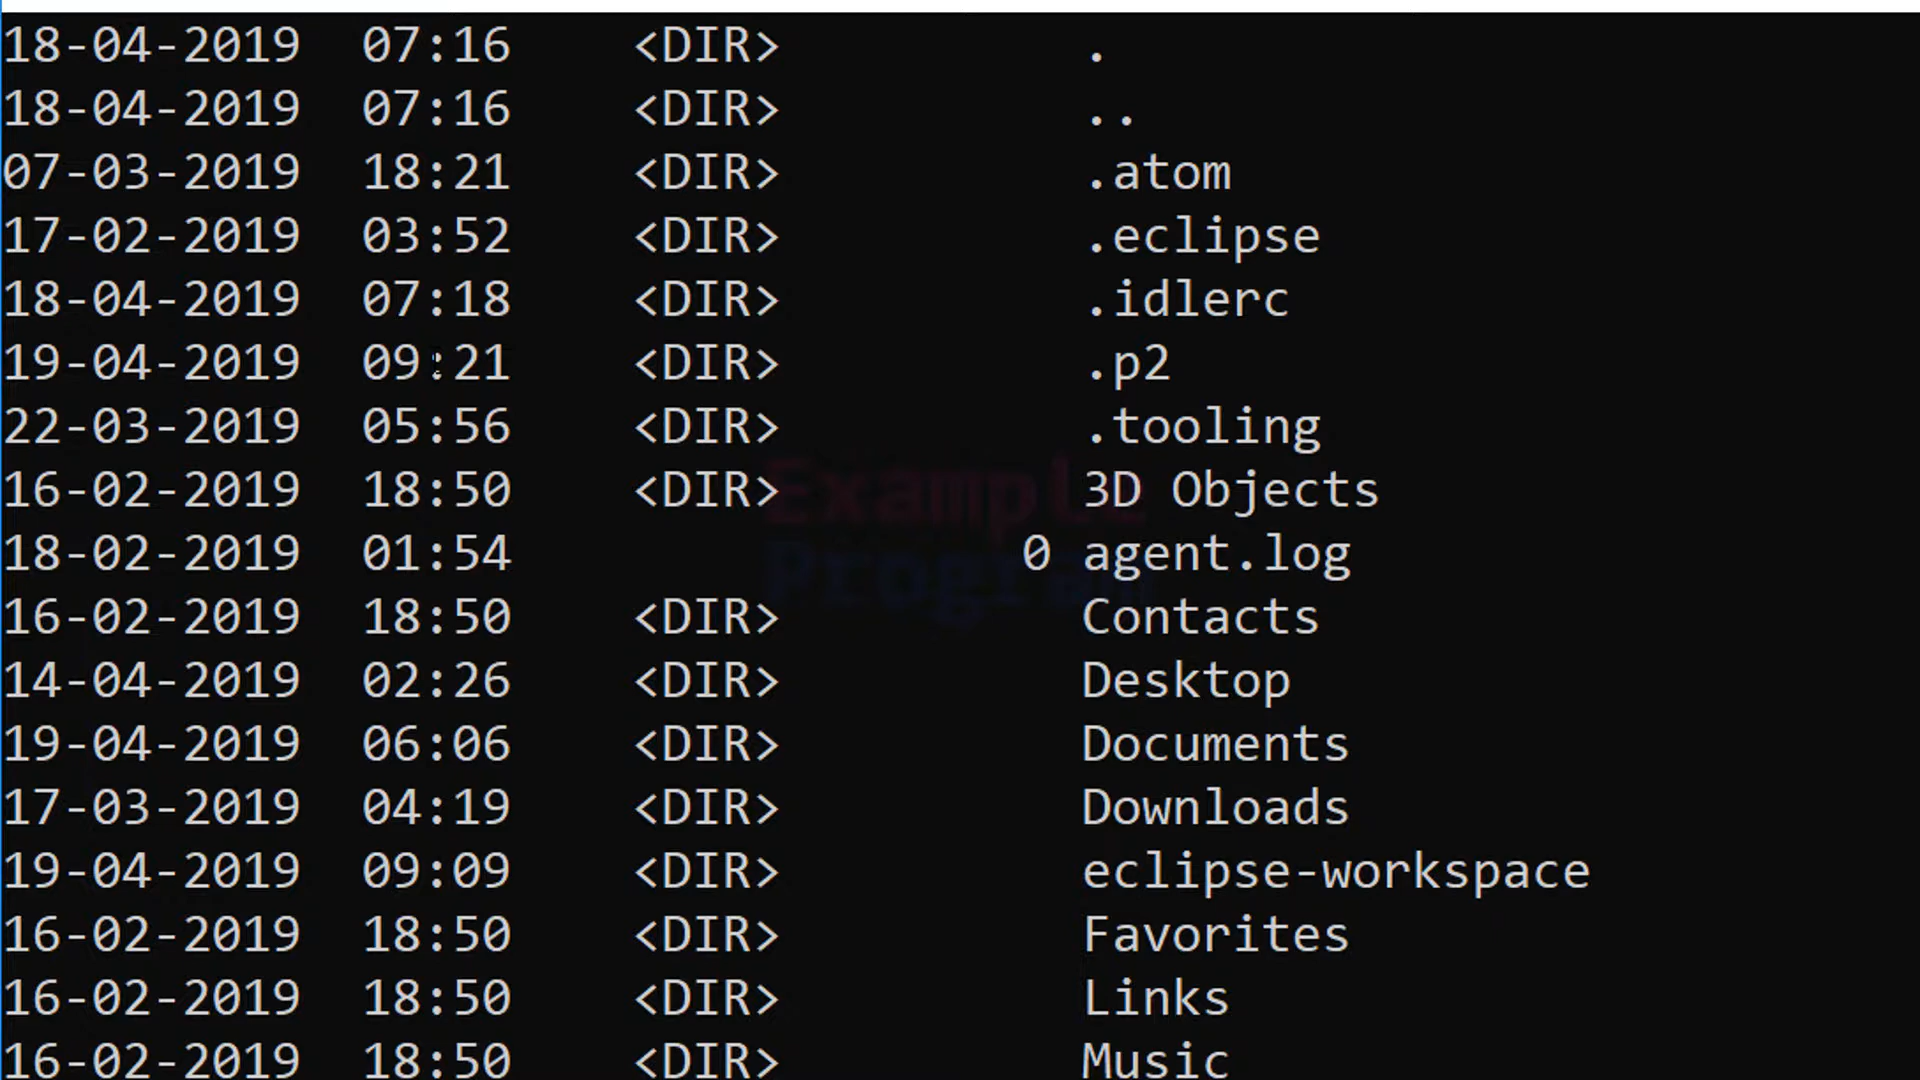 18-04-2019  07:16    <DIR>          .
18-04-2019  07:16    <DIR>          ..
07-03-2019  18:21    <DIR>          .atom
17-02-2019  03:52    <DIR>          .eclipse
18-04-2019  07:18    <DIR>          .idlerc
19-04-2019  09:21    <DIR>          .p2
22-03-2019  05:56    <DIR>          .tooling
16-02-2019  18:50    <DIR>          3D Objects
18-02-2019  01:54                 0 agent.log
16-02-2019  18:50    <DIR>          Contacts
14-04-2019  02:26    <DIR>          Desktop
19-04-2019  06:06    <DIR>          Documents
17-03-2019  04:19    <DIR>          Downloads
19-04-2019  09:09    <DIR>          eclipse-workspace
16-02-2019  18:50    <DIR>          Favorites
16-02-2019  18:50    <DIR>          Links
16-02-2019  18:50    <DIR>          Music
Example
Program